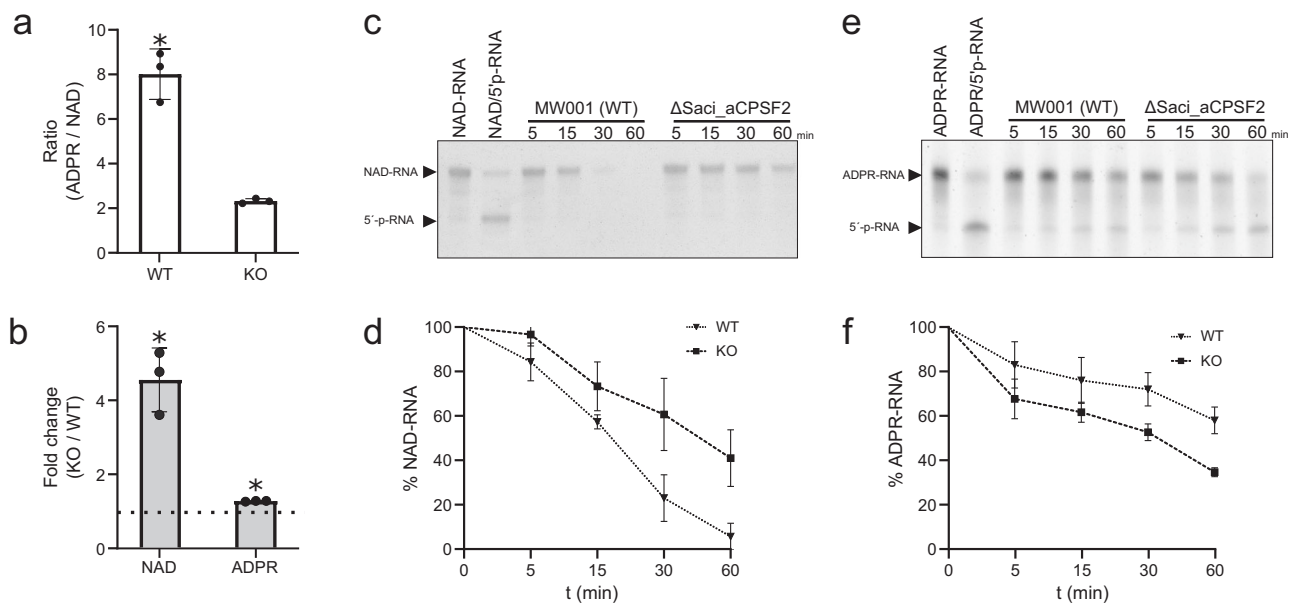 a
Ratio
(ADPR / NAD)
10
8
6
4
2
0
*
WT
KO
b
Fold change
(KO / WT)
6
4
2
0
*
*
NAD
ADPR
c
NAD-RNA
NAD/5'p-RNA
MW001 (WT)
ΔSaci_aCPSF2
5 15 30 60 5 15 30 60 min
NAD-RNA
5´-p-RNA
d
% NAD-RNA
100
80
60
40
20
0
WT
KO
0 5 15 30 60
t (min)
e
ADPR-RNA
ADPR/5'p-RNA
MW001 (WT)
ΔSaci_aCPSF2
5 15 30 60 5 15 30 60 min
ADPR-RNA
5´-p-RNA
f
% ADPR-RNA
100
80
60
40
20
0
WT
KO
0 5 15 30 60
t (min)